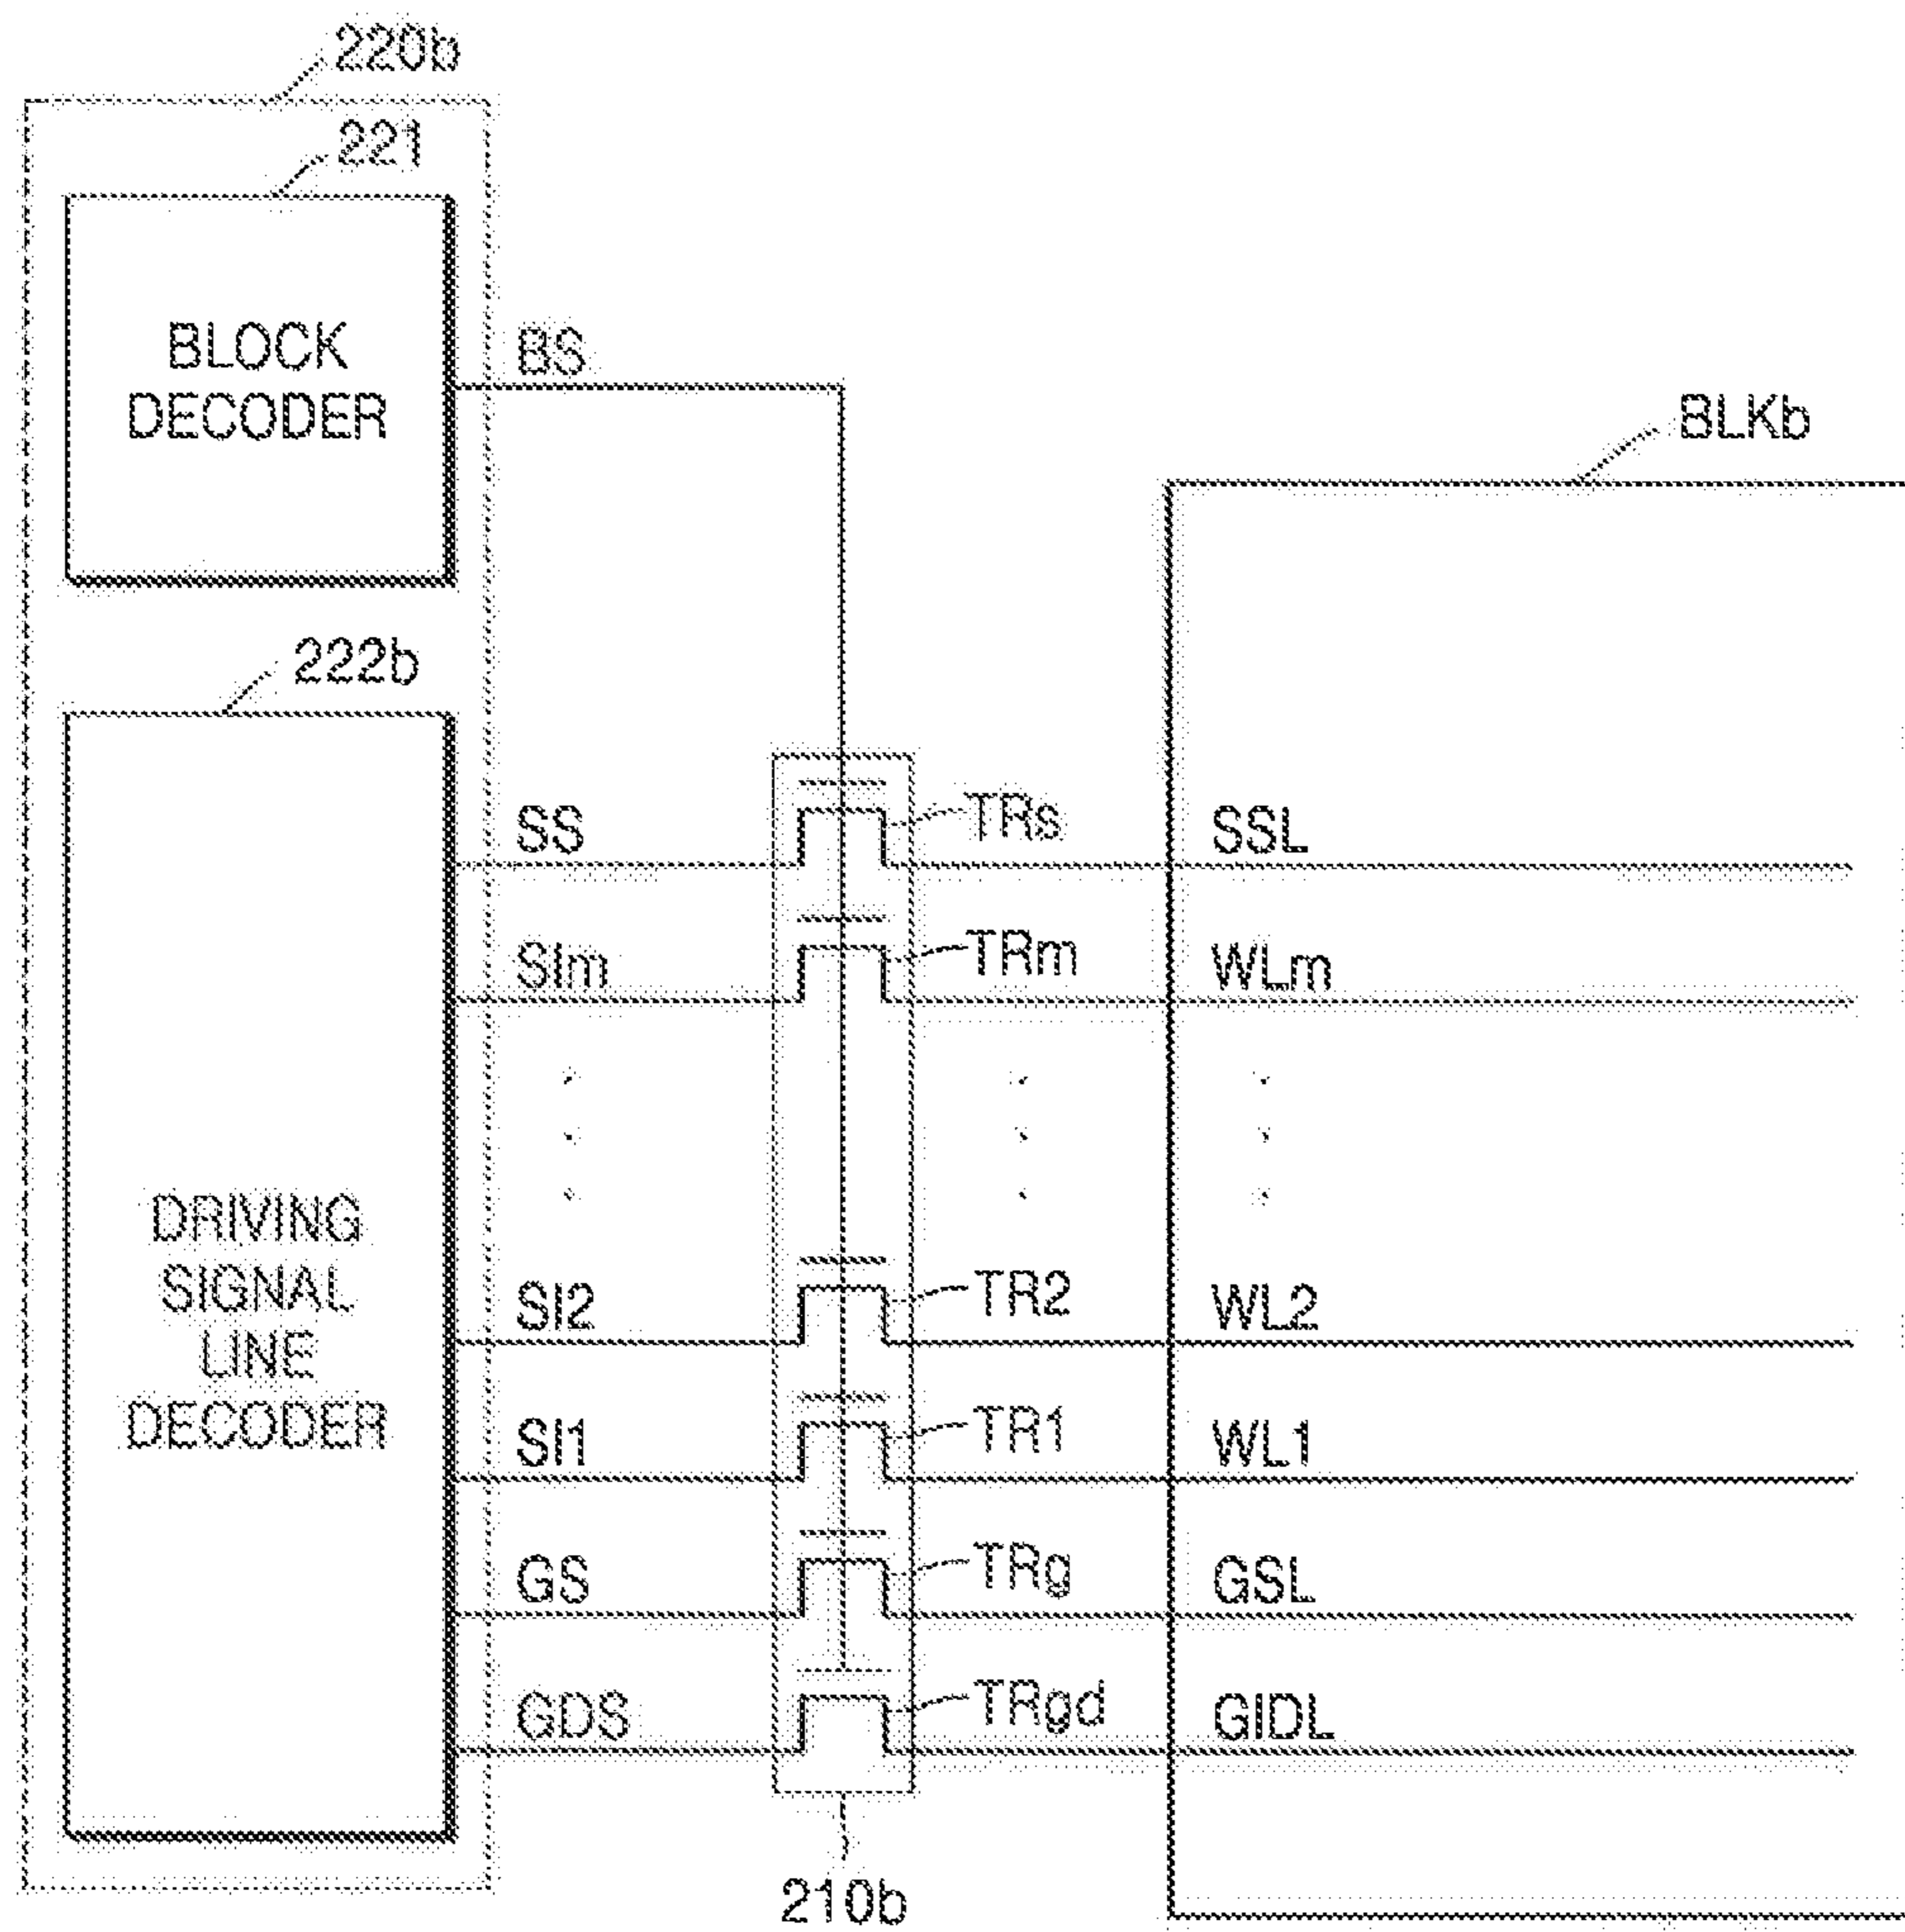 220b
221
BLOCK
DECODER
BS
BLKb
222b
SS
TRs
SSL
SIm
TRm
WLm
DRIVING
SIGNAL
LINE
DECODER
SI2
TR2
WL2
SI1
TR1
WL1
GS
TRg
GSL
GDS
TRgd
GIDL
210b